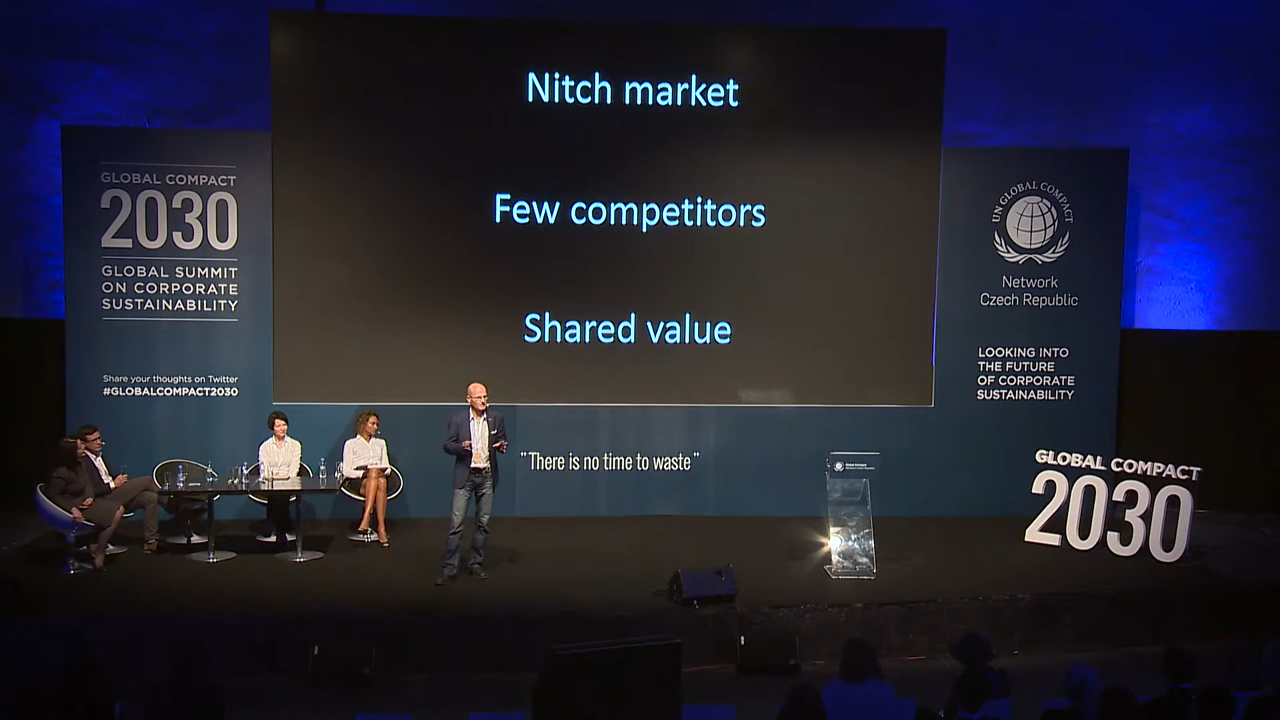 Nitch market
Few competitors
Shared value
GLOBAL COMPACT
2030
GLOBAL SUMMIT
ON CORPORATE
SUSTAINABILITY
Share your thoughts on Twitter
#GLOBALCOMPACT2030
UN GLOBAL COMPACT
Network
Czech Republic
LOOKING INTO
THE FUTURE
OF CORPORATE
SUSTAINABILITY
"There is no time to waste"
GLOBAL COMPACT
2030